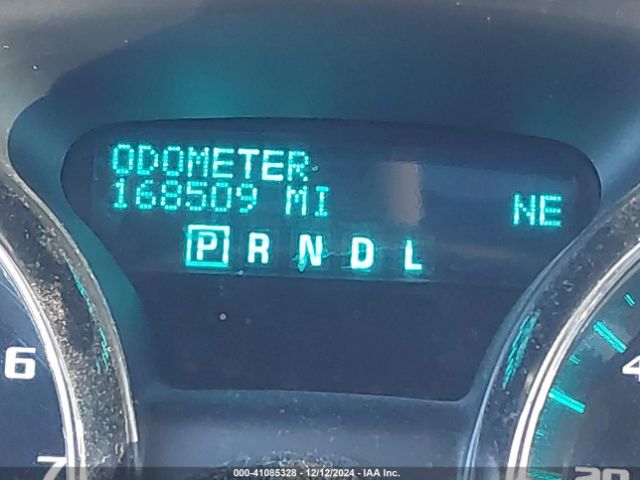 ODOMETER
168509 MI
NE
P R N D L
6
7
4
20
000-41085328 - 12/12/2024 - IAA Inc.